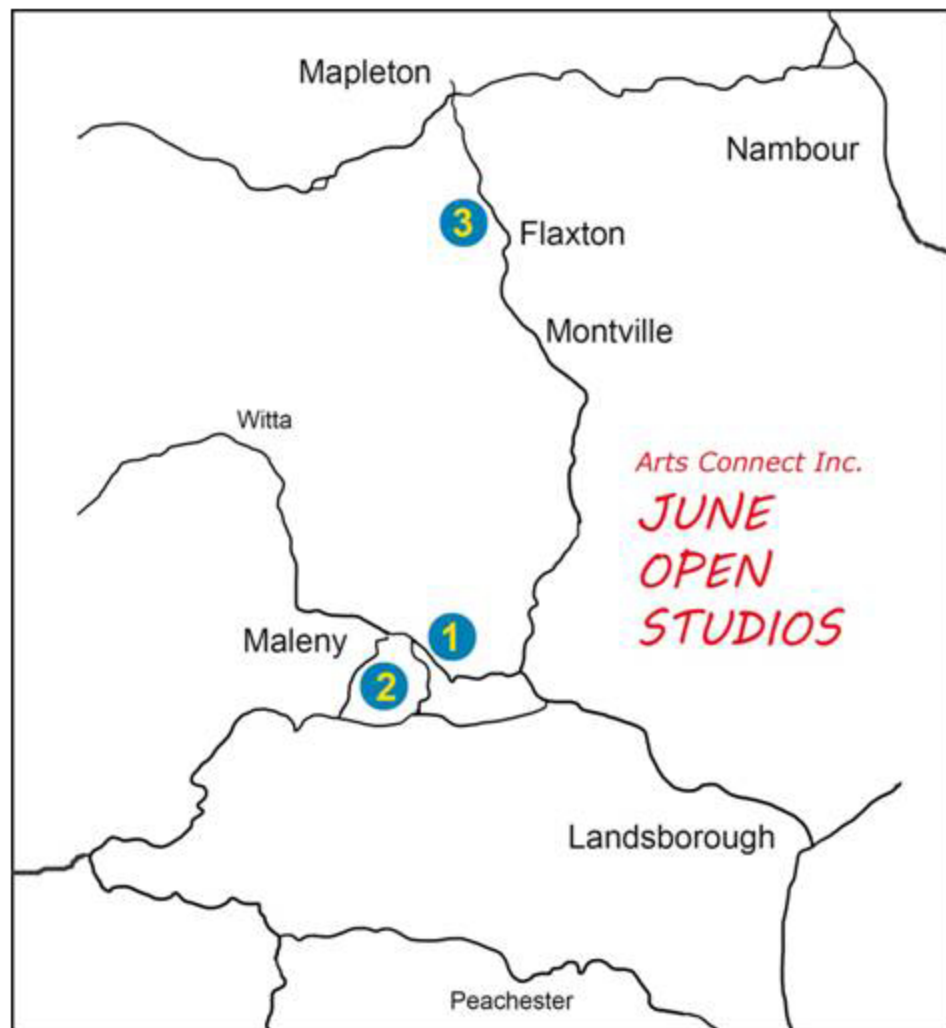 Mapleton
Nambour
3
Flaxton
Montville
Witta
Arts Connect Inc.
JUNE
OPEN
STUDIOS
1
Maleny
2
Landsborough
Peachester